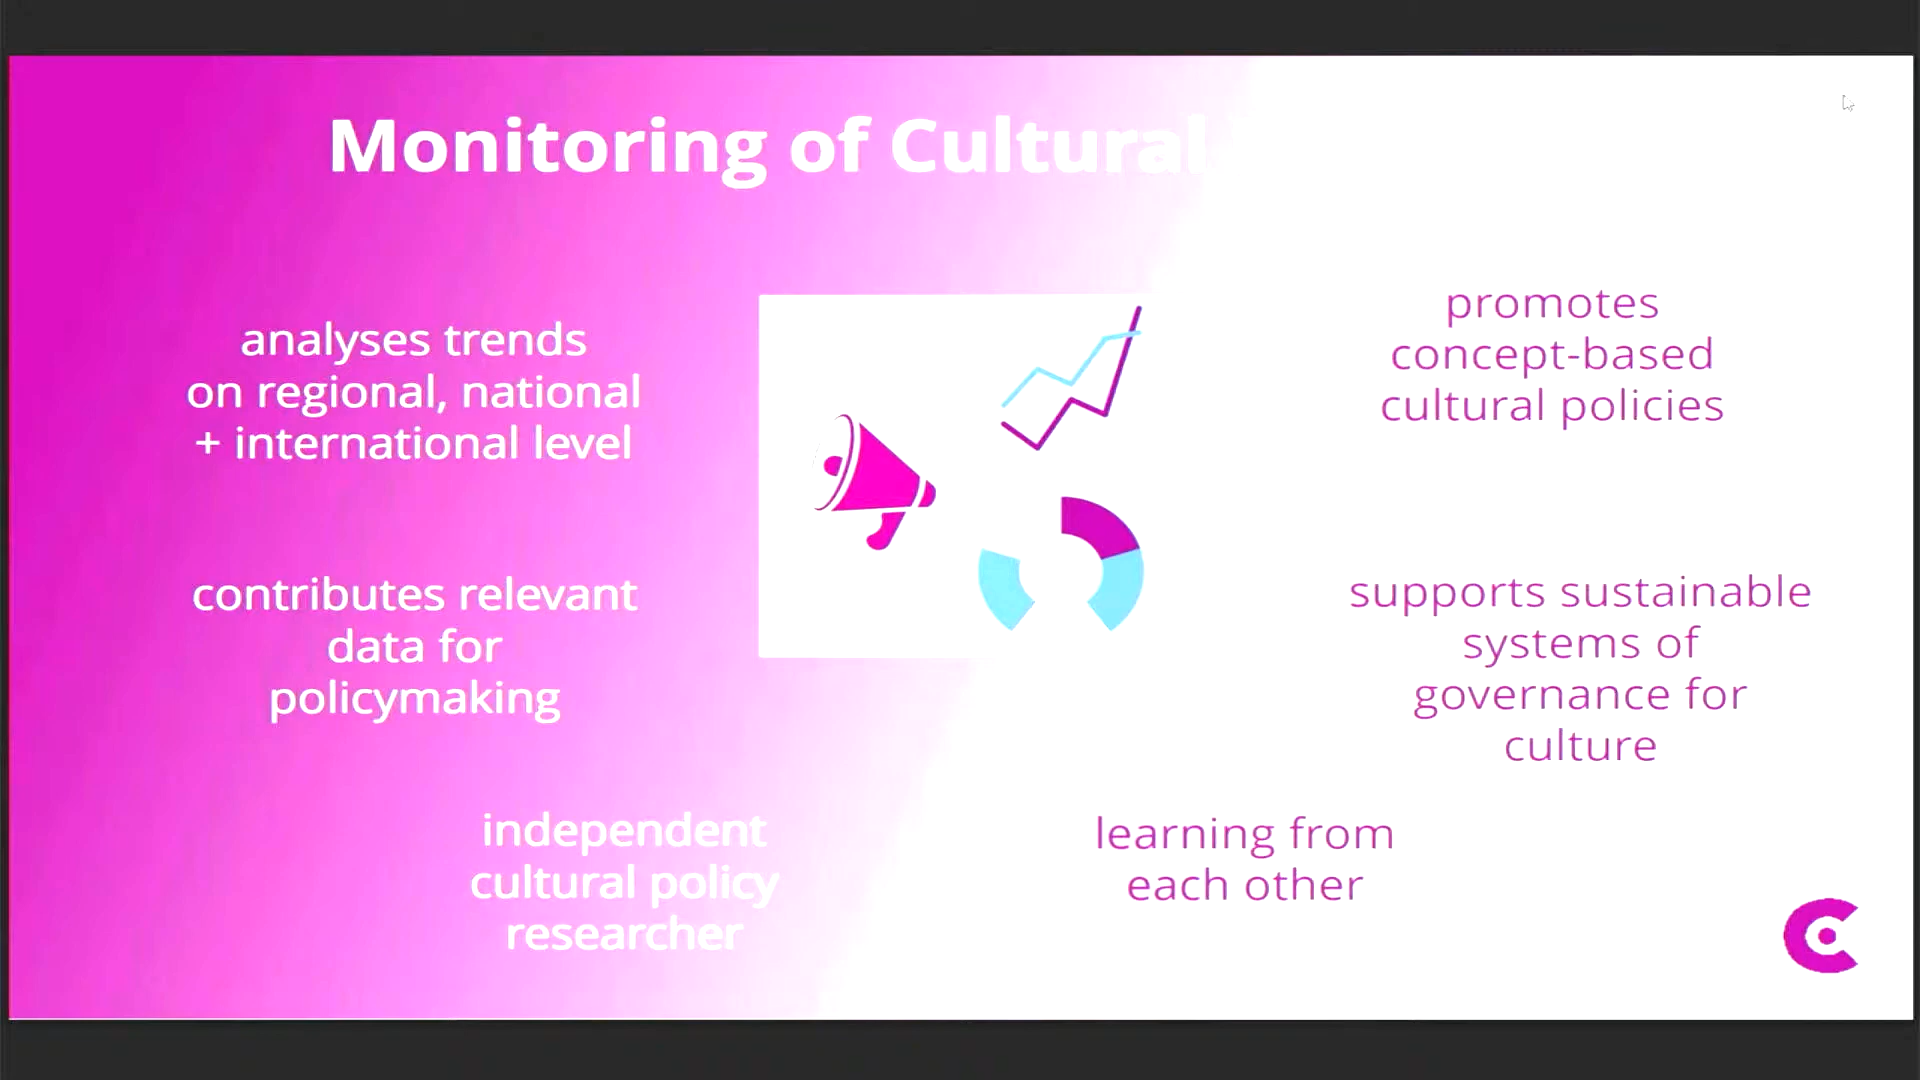 Monitoring of Cultural
analyses trends
on regional, national
+ international level
contributes relevant
data for
policymaking
independent
cultural policy
researcher
promotes
concept-based
cultural policies
supports sustainable
systems of
governance for
culture
learning from
each other